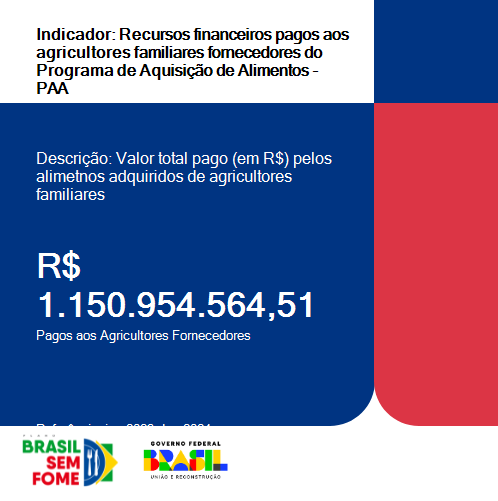 Indicador: Recursos financeiros pagos aos
agricultores familiares fornecedores do
Programa de Aquisição de Alimentos -
PAA
Descrição: Valor total pago (em R$) pelos
alimetnos adquiridos de agricultores
familiares
R$
1.150.954.564,51
Pagos aos Agricultores Fornecedores
BRASIL
SEM
FOME
GOVERNO FEDERAL
BRASIL
UNIÃO E RECONSTRUÇÃO